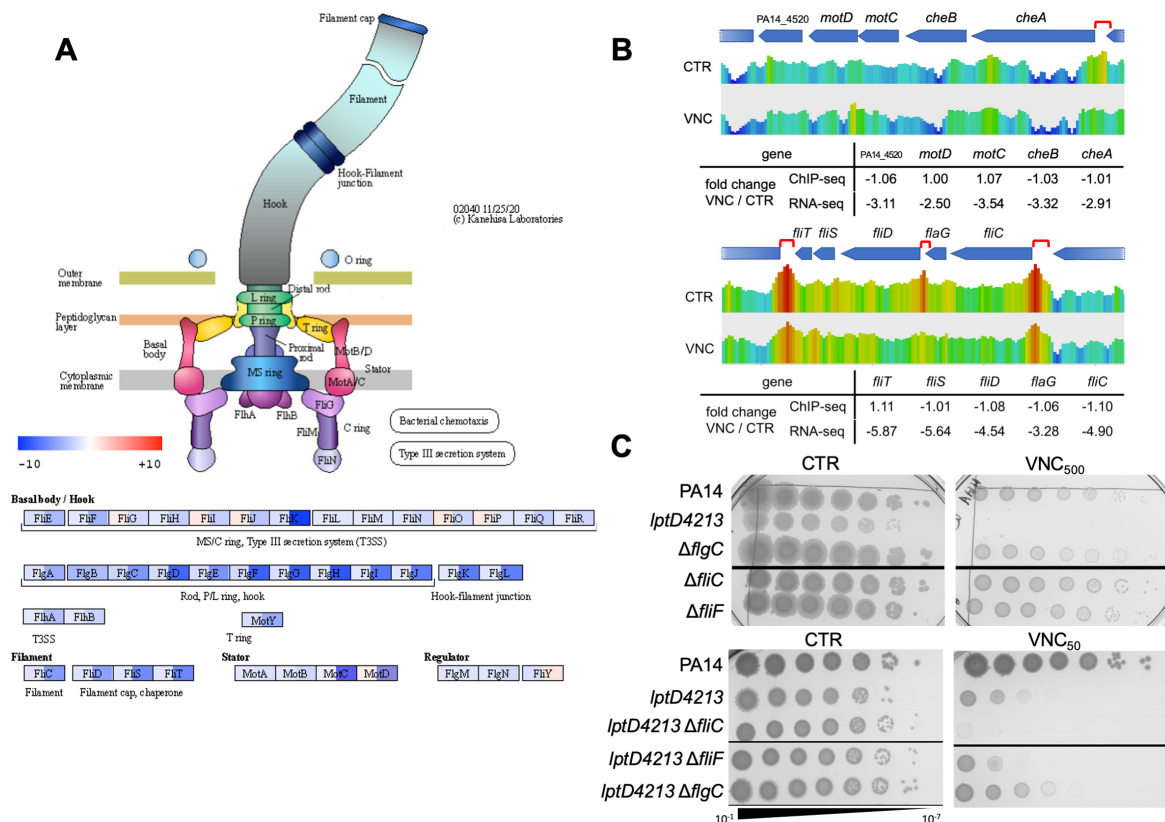 A
Filament cap
Filament
Hook-Filament
junction
Hook
02040 11/25/20
(c) Kanehisa Laboratories
O ring
Outer
membrane
Distal rod
L ring
Peptidoglycan
layer
P ring
T ring
Basal
body
Proximal
rod
MotB/D
Stator
Cytoplasmic
membrane
MS ring
MotA/C
FliG
FlhA
FlhB
C ring
FliM
FliN
Bacterial chemotaxis
Type III secretion system
-10 +10
Basal body / Hook
FliE FliF FliG FliH FliI FliJ FliK FliL FliM FliN FliO FliP FliQ FliR
MS/C ring, Type III secretion system (T3SS)
FlgA FlgB FlgC FlgD FlgE FlgF FlgG FlgH FlgI FlgJ FlgK FlgL
Rod, P/L ring, hook Hook-filament junction
FlhA FlhB MotY
T3SS T ring
Filament Stator Regulator
FliC FliD FliS FliT MotA MotB MotC MotD FlgM FlgN FliY
Filament Filament cap, chaperone
B
PA14_4520 motD motC cheB cheA
CTR
VNC
gene PA14_4520 motD motC cheB cheA
fold change
VNC / CTR
ChIP-seq -1.06 1.00 1.07 -1.03 -1.01
RNA-seq -3.11 -2.50 -3.54 -3.32 -2.91
fliT fliS fliD flaG fliC
CTR
VNC
gene fliT fliS fliD flaG fliC
fold change
VNC / CTR
ChIP-seq 1.11 -1.01 -1.08 -1.06 -1.10
RNA-seq -5.87 -5.64 -4.54 -3.28 -4.90
C
CTR VNC500
PA14
lptD4213
ΔflgC
ΔfliC
ΔfliF
CTR VNC50
PA14
lptD4213
lptD4213 ΔfliC
lptD4213 ΔfliF
lptD4213 ΔflgC
10-1 10-7